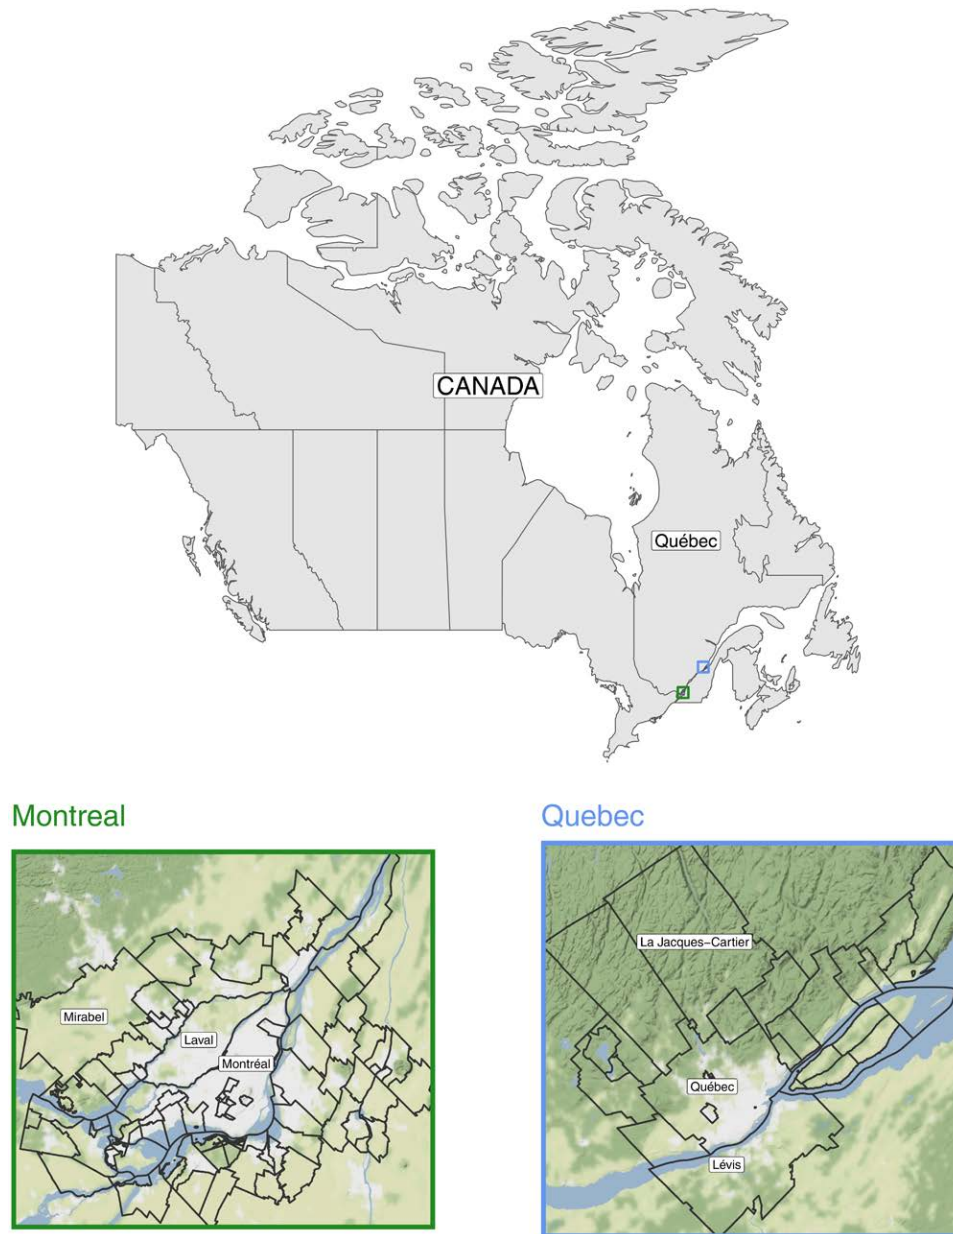 CANADA
Québec
Montreal
Quebec
La Jacques−Cartier
Mirabel
Laval
Montréal
Québec
Lévis